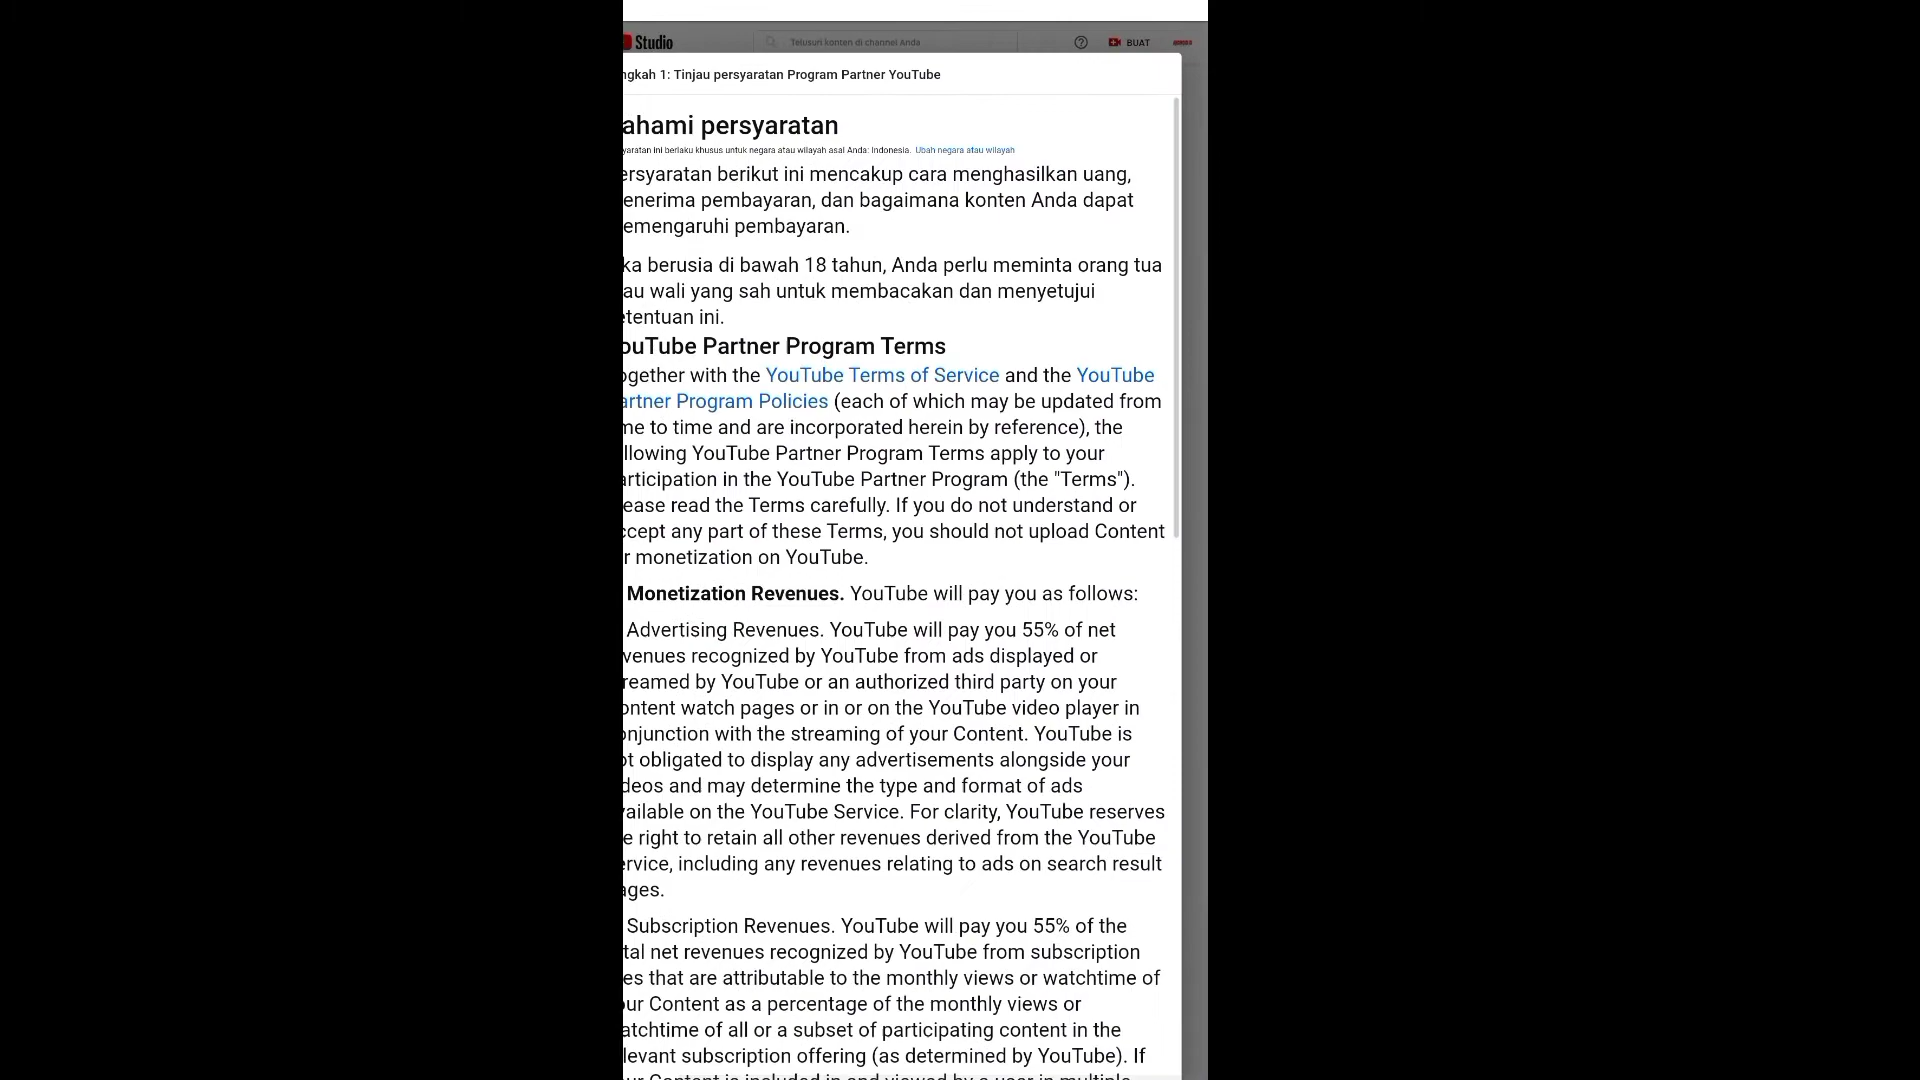 Studio
Telusuri konten di channel Anda
BUAT
ngkah 1: Tinjau persyaratan Program Partner YouTube
ahami persyaratan
yaratan ini berlaku khusus untuk negara atau wilayah asal Anda: Indonesia. Ubah negara atau wilayah
ersyaratan berikut ini mencakup cara menghasilkan uang,
enerima pembayaran, dan bagaimana konten Anda dapat
emengaruhi pembayaran.
ka berusia di bawah 18 tahun, Anda perlu meminta orang tua
au wali yang sah untuk membacakan dan menyetujui
etentuan ini.
ouTube Partner Program Terms
ogether with the YouTube Terms of Service and the YouTube
artner Program Policies (each of which may be updated from
me to time and are incorporated herein by reference), the
llowing YouTube Partner Program Terms apply to your
articipation in the YouTube Partner Program (the "Terms").
ease read the Terms carefully. If you do not understand or
ccept any part of these Terms, you should not upload Content
r monetization on YouTube.
Monetization Revenues. YouTube will pay you as follows:
Advertising Revenues. YouTube will pay you 55% of net
venues recognized by YouTube from ads displayed or
reamed by YouTube or an authorized third party on your
ontent watch pages or in or on the YouTube video player in
onjunction with the streaming of your Content. YouTube is
ot obligated to display any advertisements alongside your
deos and may determine the type and format of ads
vailable on the YouTube Service. For clarity, YouTube reserves
e right to retain all other revenues derived from the YouTube
ervice, including any revenues relating to ads on search result
ages.
Subscription Revenues. YouTube will pay you 55% of the
tal net revenues recognized by YouTube from subscription
es that are attributable to the monthly views or watchtime of
our Content as a percentage of the monthly views or
atchtime of all or a subset of participating content in the
levant subscription offering (as determined by YouTube). If
ur Content is included in and viewed by a user in multiple